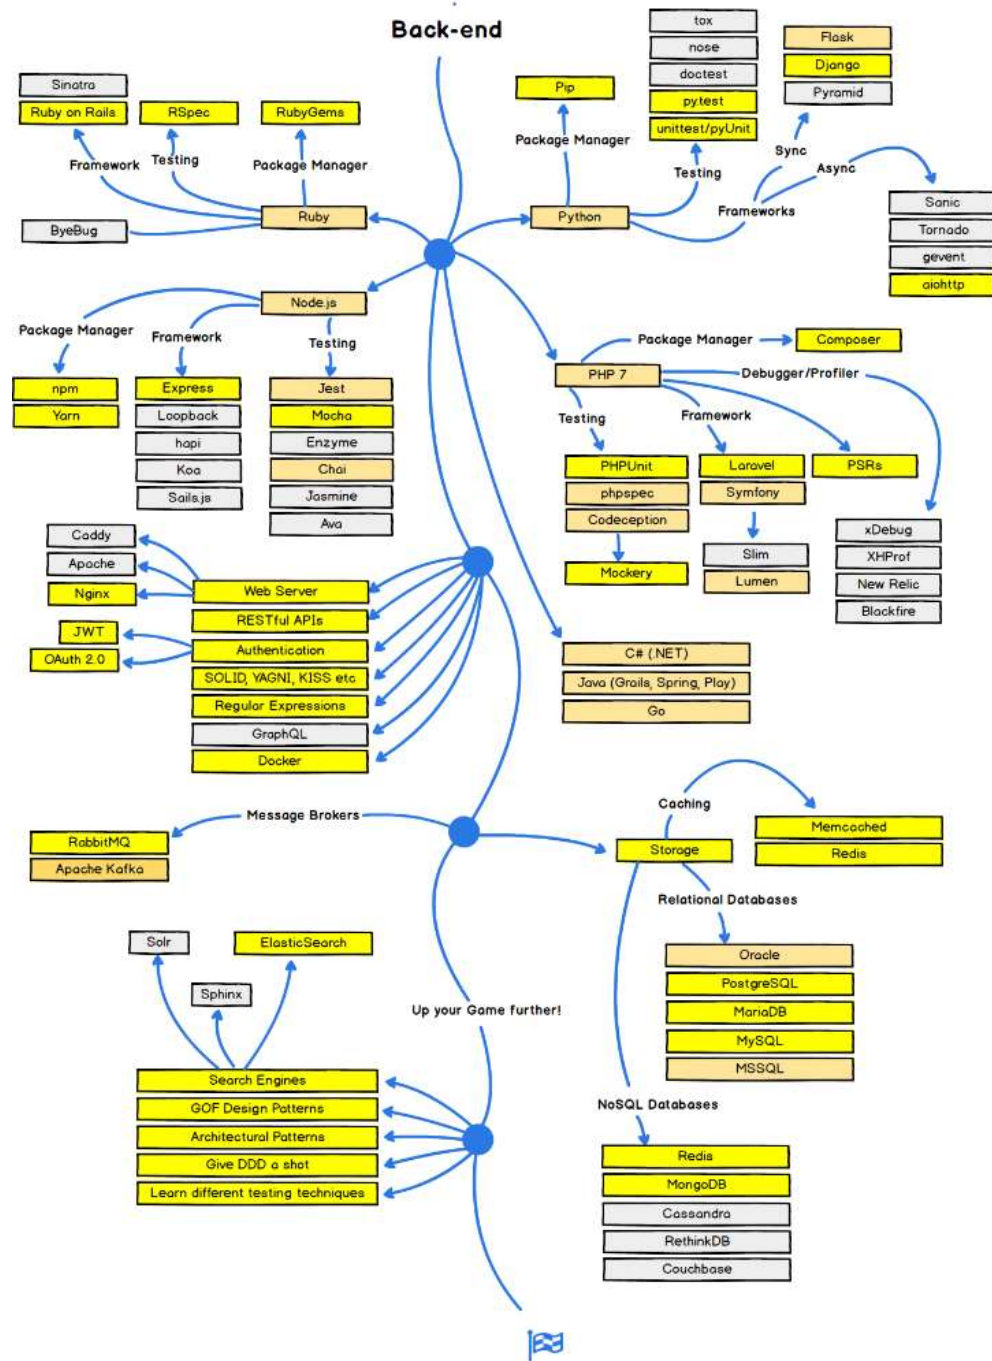 Back-end
Sinatra
Ruby on Rails
RSpec
RubyGems
Framework
Testing
Package Manager
Ruby
ByeBug
Pip
Package Manager
Python
tox
nose
doctest
py.test
unittest/pyUnit
Testing
Flask
Django
Pyramid
Sync
Async
Frameworks
Sanic
Tornado
gevent
aiohttp
Node.js
Package Manager
Framework
Testing
npm
Yarn
Express
Loopback
hapi
Koa
Sails.js
Jest
Mocha
Enzyme
Chai
Jasmine
Ava
PHP 7
Package Manager
Composer
Debugger/Profiler
Testing
Framework
PHPUnit
phpspec
Codeception
Mockery
Laravel
Symfony
Slim
Lumen
PSRs
xDebug
XHProf
New Relic
Blackfire
Caddy
Apache
Nginx
JWT
OAuth 2.0
Web Server
RESTful APIs
Authentication
SOLID, YAGNI, KISS etc
Regular Expressions
GraphQL
Docker
C# (.NET)
Java (Grails, Spring, Play)
Go
Message Brokers
RabbitMQ
Apache Kafka
Caching
Storage
Memcached
Redis
Relational Databases
Oracle
PostgreSQL
MariaDB
MySQL
MSSQL
NoSQL Databases
Redis
MongoDB
Cassandra
RethinkDB
Couchbase
Up your Game further!
Solr
Sphinx
ElasticSearch
Search Engines
GOF Design Patterns
Architectural Patterns
Give DDD a shot
Learn different testing techniques